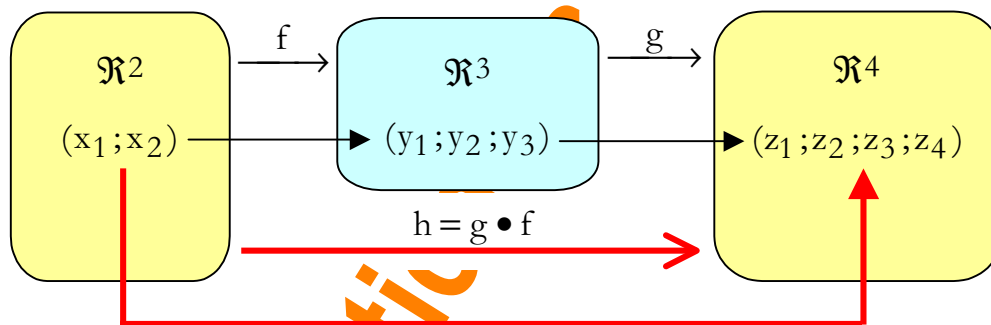 f
g
ℜ2
ℜ3
ℜ4
(x1;x2)
(y1;y2;y3)
(z1;z2;z3;z4)
h = g • f